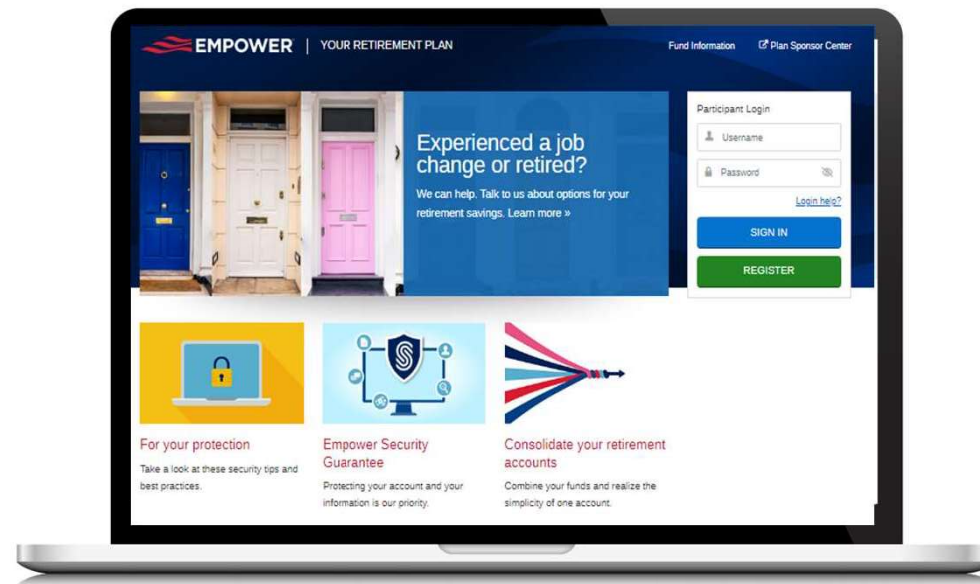 EMPOWER | YOUR RETIREMENT PLAN
Fund Information Plan Sponsor Center
Experienced a job
change or retired?
We can help. Talk to us about options for your
retirement savings. Learn more »
Participant Login
Username
Password
Login help?
SIGN IN
REGISTER
For your protection
Take a look at these security tips and
best practices.
Empower Security
Guarantee
Protecting your account and your
information is our priority.
Consolidate your retirement
accounts
Combine your funds and realize the
simplicity of one account.